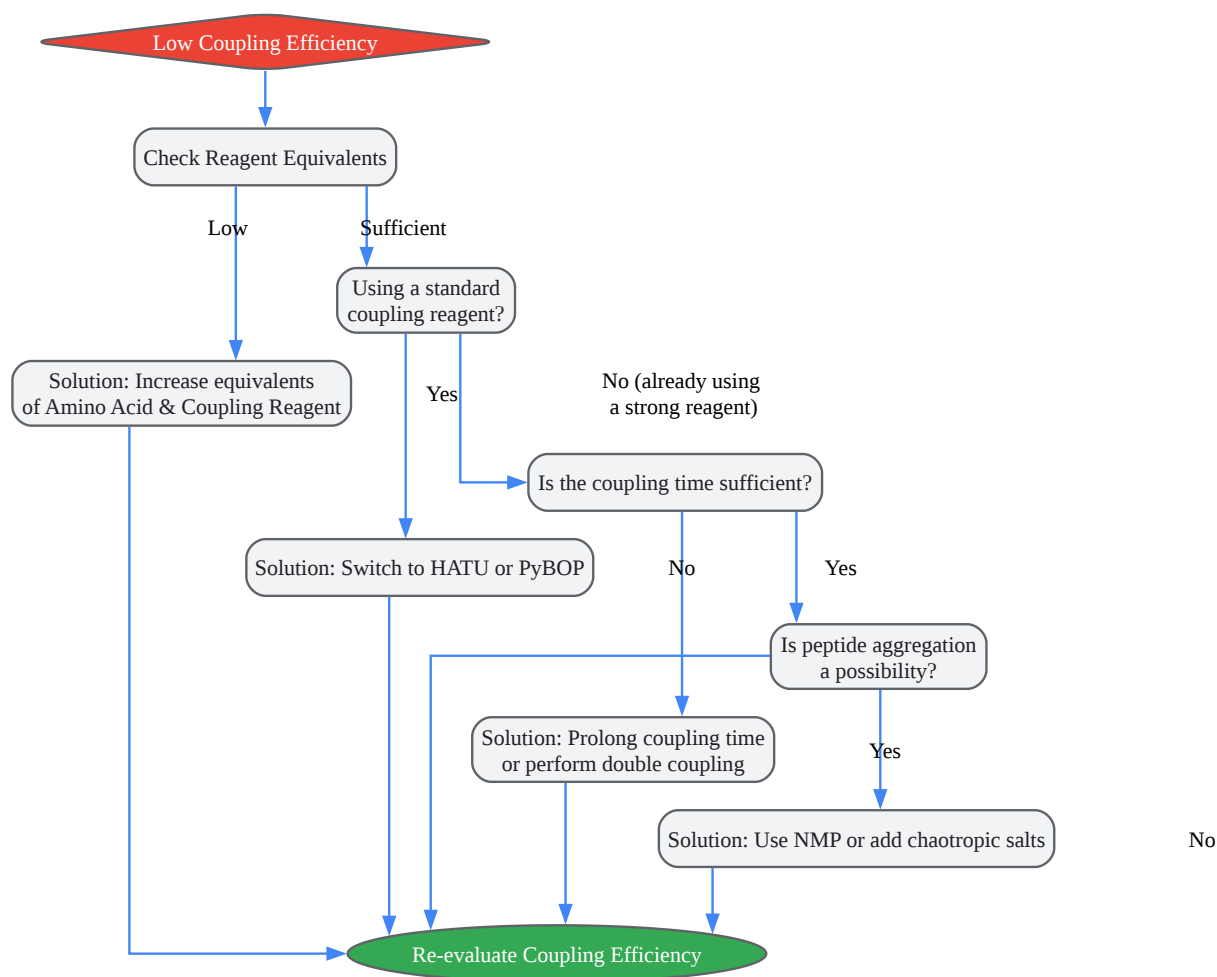 Low Coupling Efficiency
Check Reagent Equivalents
Low
Sufficient
Using a standard
coupling reagent?
Solution: Increase equivalents
of Amino Acid & Coupling Reagent
Yes
No (already using
a strong reagent)
Is the coupling time sufficient?
Solution: Switch to HATU or PyBOP
No
Yes
Is peptide aggregation
a possibility?
Solution: Prolong coupling time
or perform double coupling
Yes
Solution: Use NMP or add chaotropic salts
No
Re-evaluate Coupling Efficiency